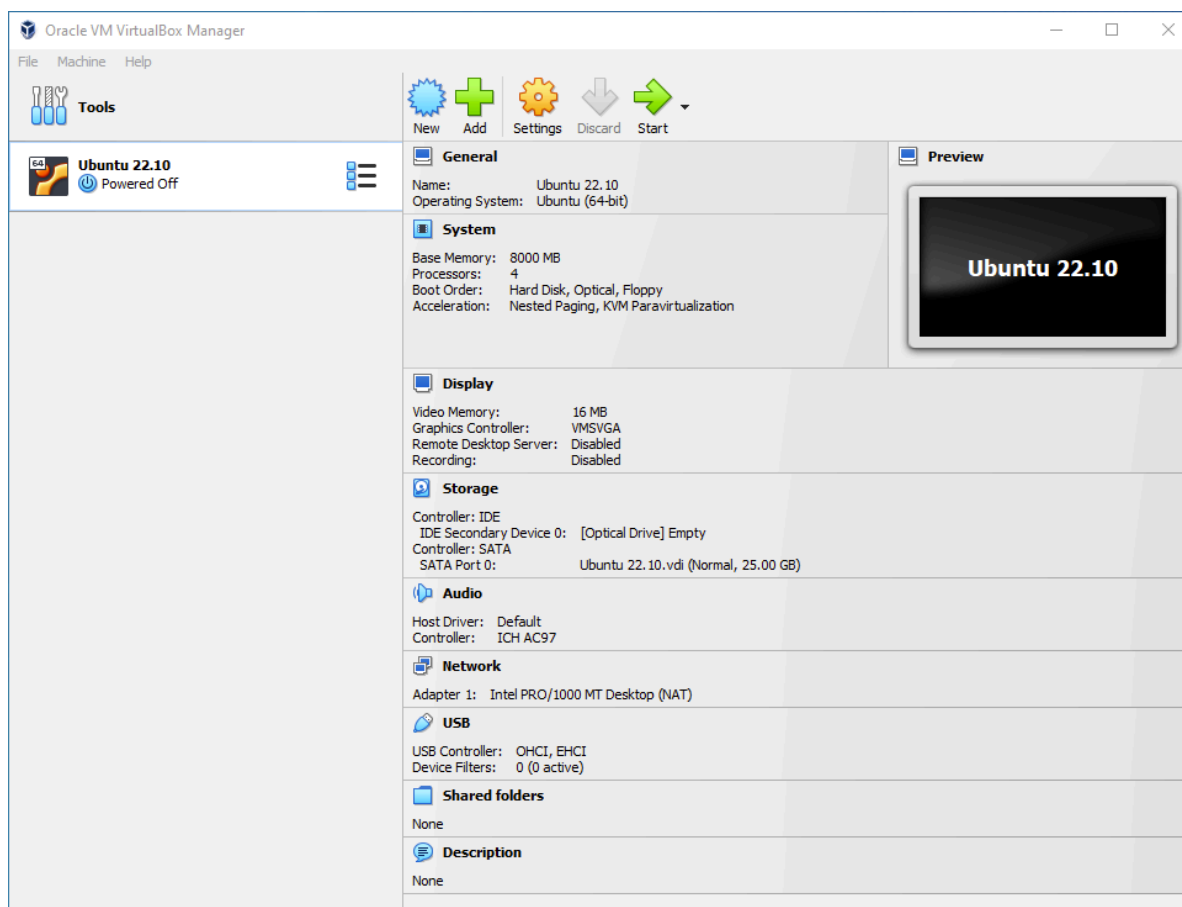 Oracle VM VirtualBox Manager
File Machine Help
Tools
New Add Settings Discard Start
64
Ubuntu 22.10
Powered Off
General
Name: Ubuntu 22.10
Operating System: Ubuntu (64-bit)
System
Base Memory: 8000 MB
Processors: 4
Boot Order: Hard Disk, Optical, Floppy
Acceleration: Nested Paging, KVM Paravirtualization
Preview
Ubuntu 22.10
Display
Video Memory: 16 MB
Graphics Controller: VMSVGA
Remote Desktop Server: Disabled
Recording: Disabled
Storage
Controller: IDE
IDE Secondary Device 0: [Optical Drive] Empty
Controller: SATA
SATA Port 0: Ubuntu 22.10.vdi (Normal, 25.00 GB)
Audio
Host Driver: Default
Controller: ICH AC97
Network
Adapter 1: Intel PRO/1000 MT Desktop (NAT)
USB
USB Controller: OHCI, EHCI
Device Filters: 0 (0 active)
Shared folders
None
Description
None